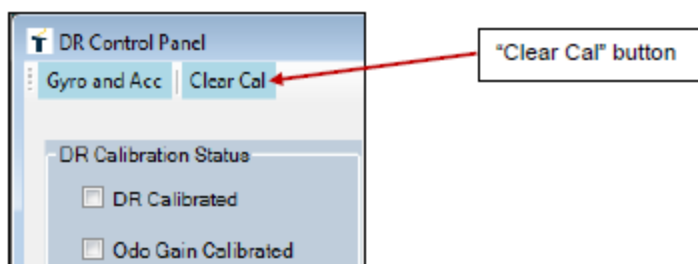 DR Control Panel
Gyro and Acc Clear Cal
"Clear Cal" button
DR Calibration Status
DR Calibrated
Odo Gain Calibrated